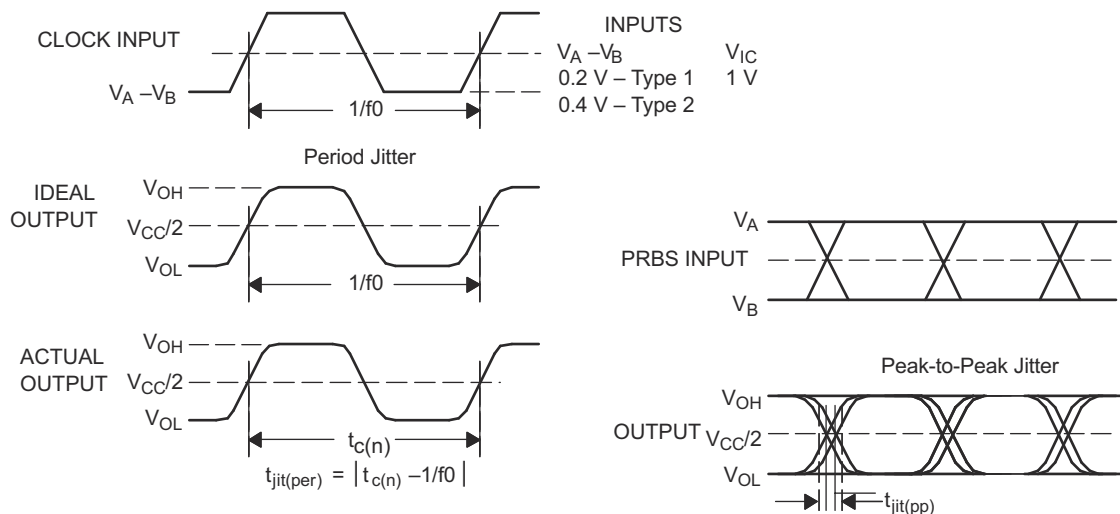 CLOCK INPUT
V_A –V_B
1/f0
INPUTS
V_A –V_B V_IC
0.2 V – Type 1 1 V
0.4 V – Type 2
Period Jitter
IDEAL
OUTPUT
V_OH
V_CC/2
V_OL
1/f0
ACTUAL
OUTPUT
V_OH
V_CC/2
V_OL
t_c(n)
t_jit(per) = | t_c(n) –1/f0 |
V_A
PRBS INPUT
V_B
Peak-to-Peak Jitter
V_OH
OUTPUT V_CC/2
V_OL
t_jit(pp)